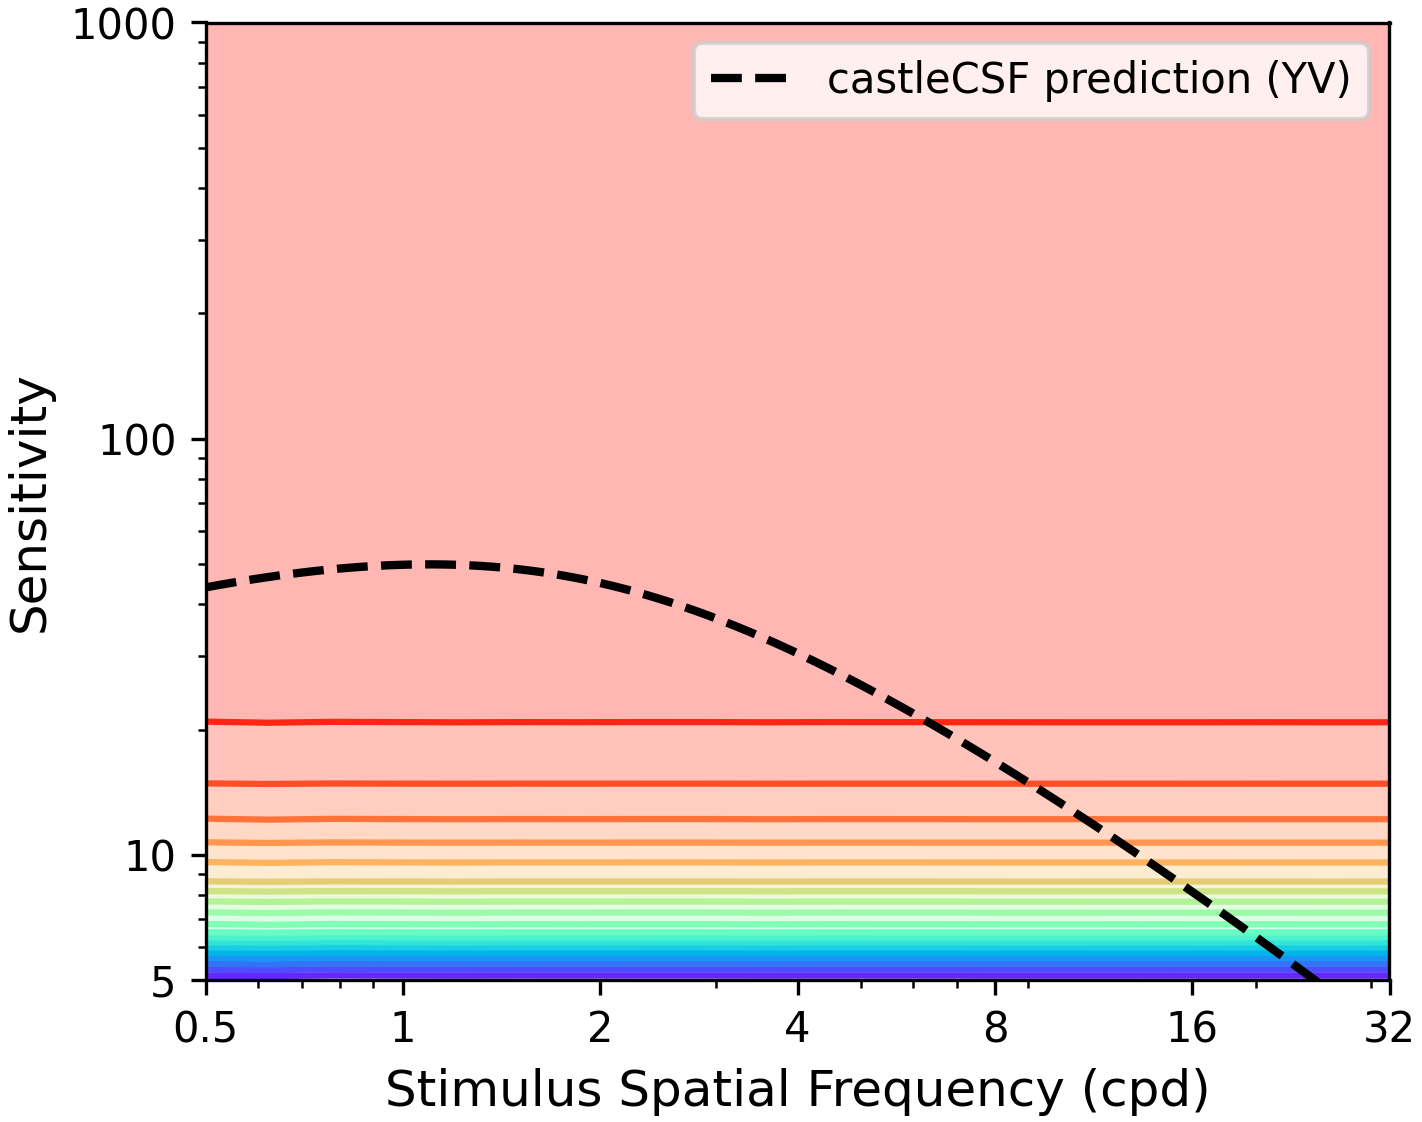 1000
castleCSF prediction (YV)
100
Sensitivity
10
5
0.5 1 2 4 8 16 32
Stimulus Spatial Frequency (cpd)